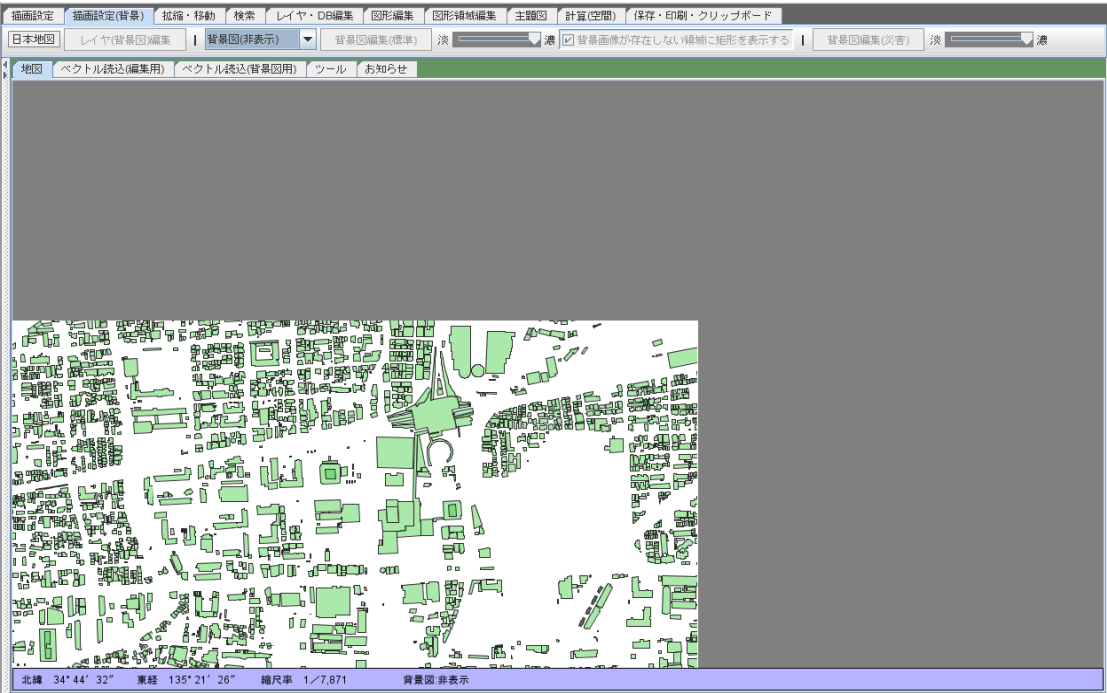 描画設定 描画設定(背景) 拡縮・移動 検索 レイヤ・DB編集 図形編集 図形領域編集 主題図 計算(空間) 保存・印刷・クリップボード
日本地図 レイヤ(背景図)編集 | 背景図(非表示) 背景図編集(標準) 淡 濃 背景画像が存在しない領域に矩形を表示する | 背景図編集(災害) 淡 濃
地図 ベクトル読込(編集用) ベクトル読込(背景図用) ツール お知らせ
北緯 34° 44′ 32″ 東経 135° 21′ 26″ 縮尺率 1／7,871 背景図:非表示